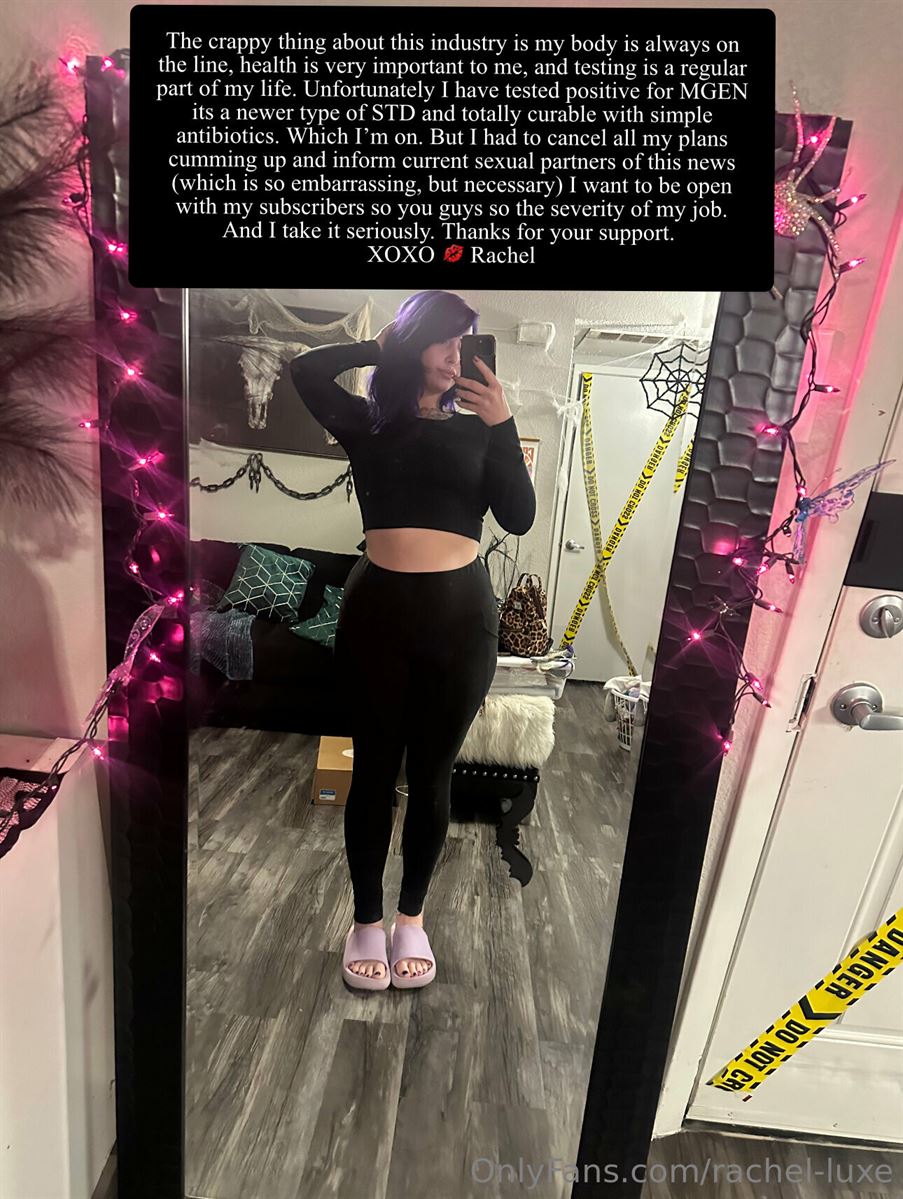 The crappy thing about this industry is my body is always on
the line, health is very important to me, and testing is a regular
part of my life. Unfortunately I have tested positive for MGEN
its a newer type of STD and totally curable with simple
antibiotics. Which I’m on. But I had to cancel all my plans
cumming up and inform current sexual partners of this news
(which is so embarrassing, but necessary) I want to be open
with my subscribers so you guys so the severity of my job.
And I take it seriously. Thanks for your support.
XOXO 💋 Rachel
DANGER
DO NOT CROSS
DANGER
DO NOT CR
OnlyFans.com/rachel-luxe